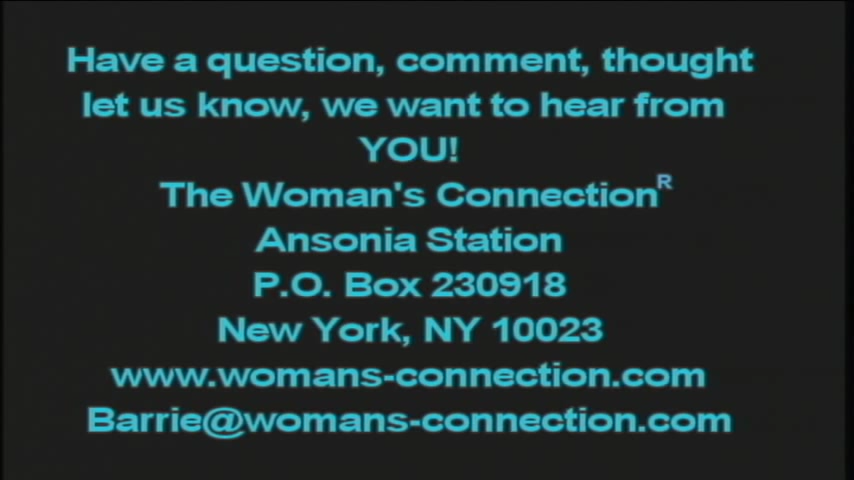 Have a question, comment, thought
let us know, we want to hear from
YOU!
The Woman's Connection R
Ansonia Station
P.O. Box 230918
New York, NY 10023
www.womans-connection.com
Barrie@womans-connection.com